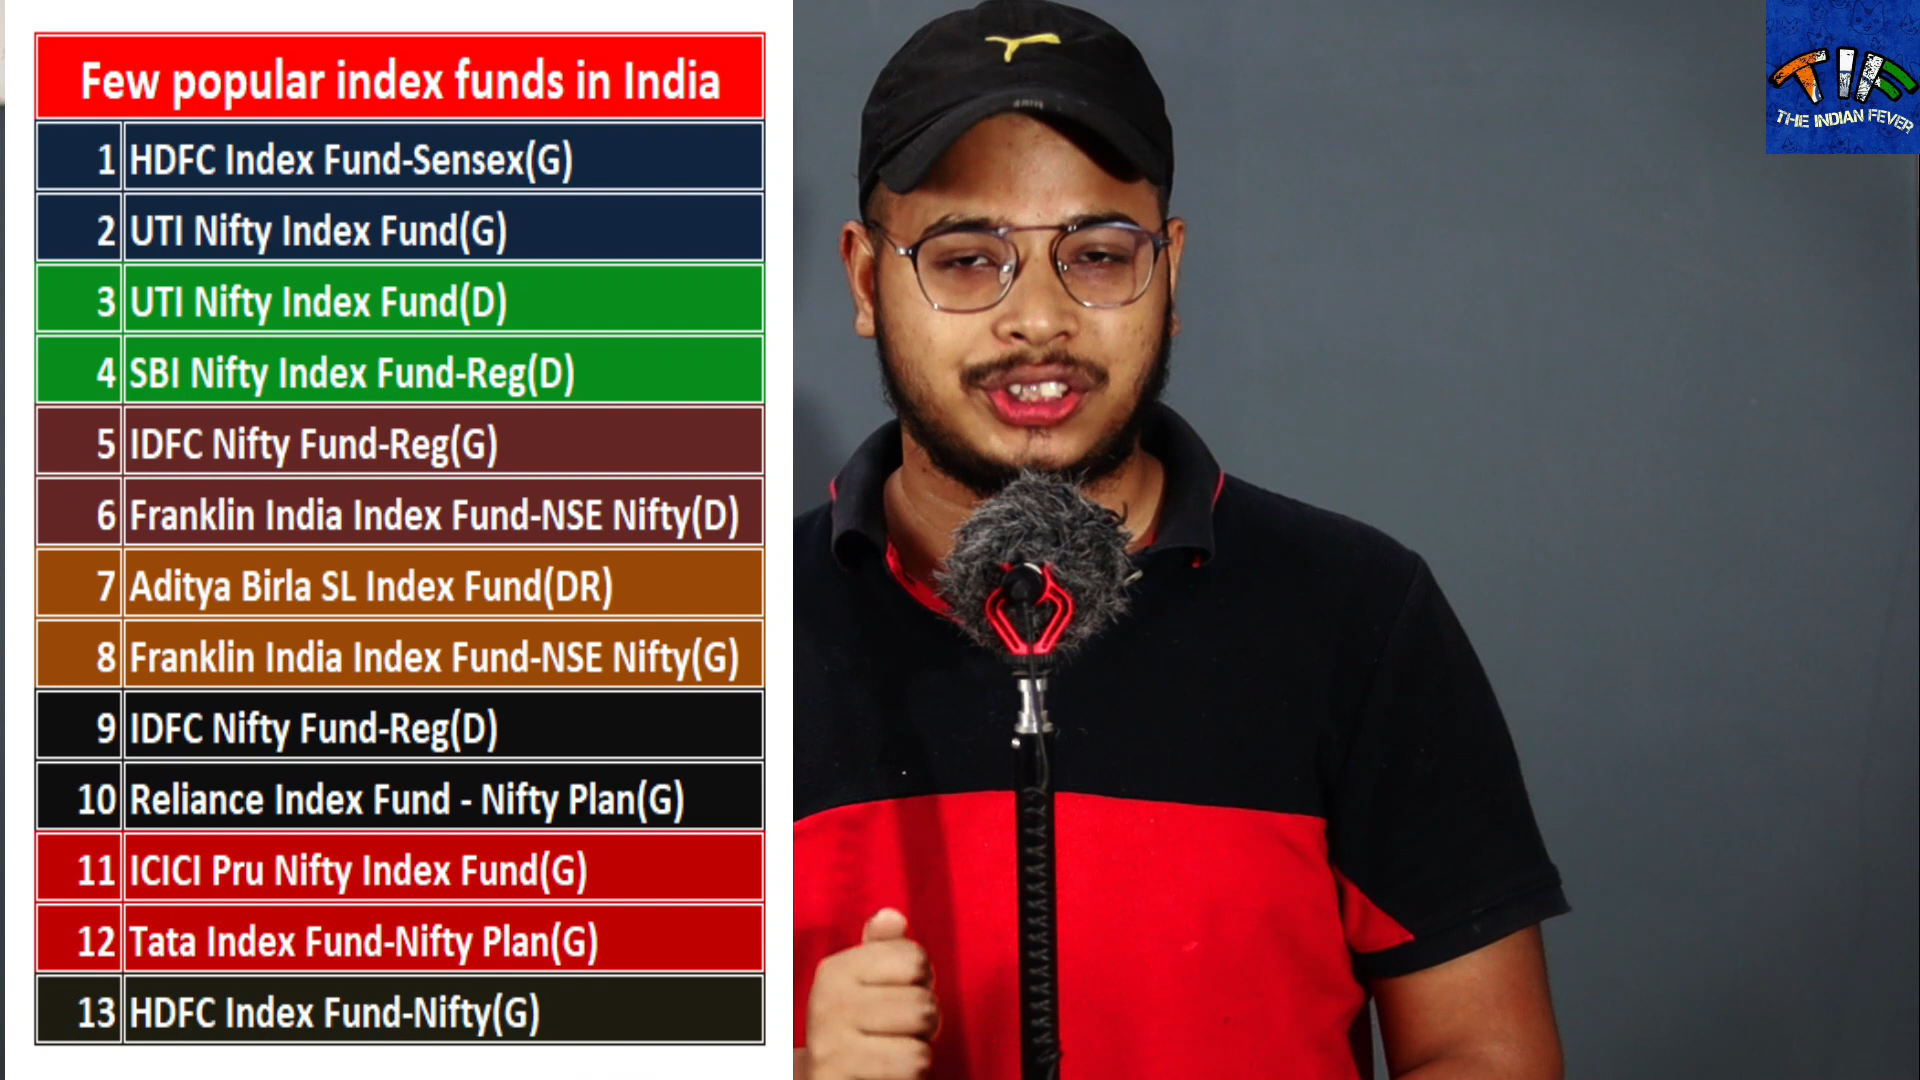 Few popular index funds in India
1 HDFC Index Fund-Sensex(G)
2 UTI Nifty Index Fund(G)
3 UTI Nifty Index Fund(D)
4 SBI Nifty Index Fund-Reg(D)
5 IDFC Nifty Fund-Reg(G)
6 Franklin India Index Fund-NSE Nifty(D)
7 Aditya Birla SL Index Fund(DR)
8 Franklin India Index Fund-NSE Nifty(G)
9 IDFC Nifty Fund-Reg(D)
10 Reliance Index Fund - Nifty Plan(G)
11 ICICI Pru Nifty Index Fund(G)
12 Tata Index Fund-Nifty Plan(G)
13 HDFC Index Fund-Nifty(G)
TIF
THE INDIAN FEVER